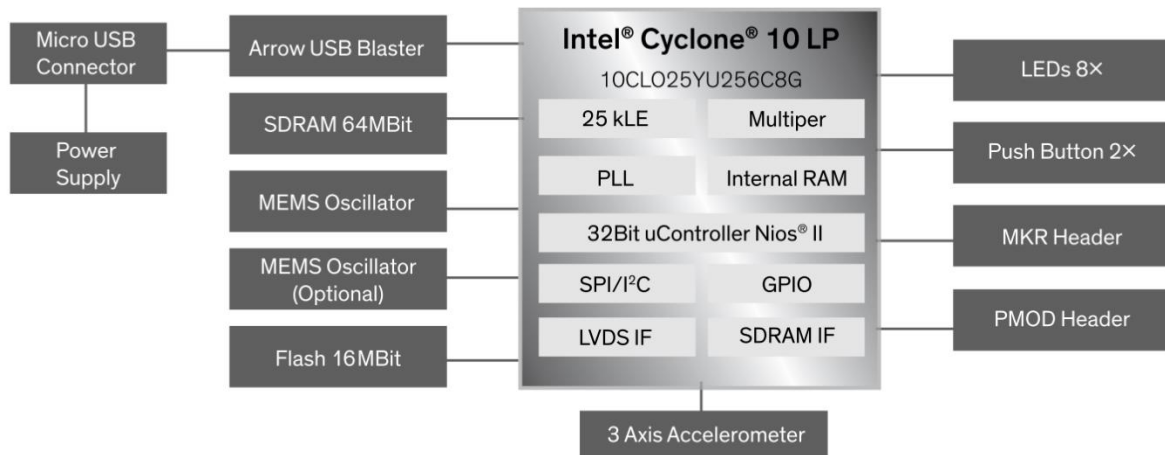 Micro USB
Connector
Power
Supply
Arrow USB Blaster
SDRAM 64MBit
MEMS Oscillator
MEMS Oscillator
(Optional)
Flash 16MBit
Intel® Cyclone® 10 LP
10CLO25YU256C8G
25 kLE
Multiper
PLL
Internal RAM
32Bit uController Nios® II
SPI/I²C
GPIO
LVDS IF
SDRAM IF
3 Axis Accelerometer
LEDs 8×
Push Button 2×
MKR Header
PMOD Header